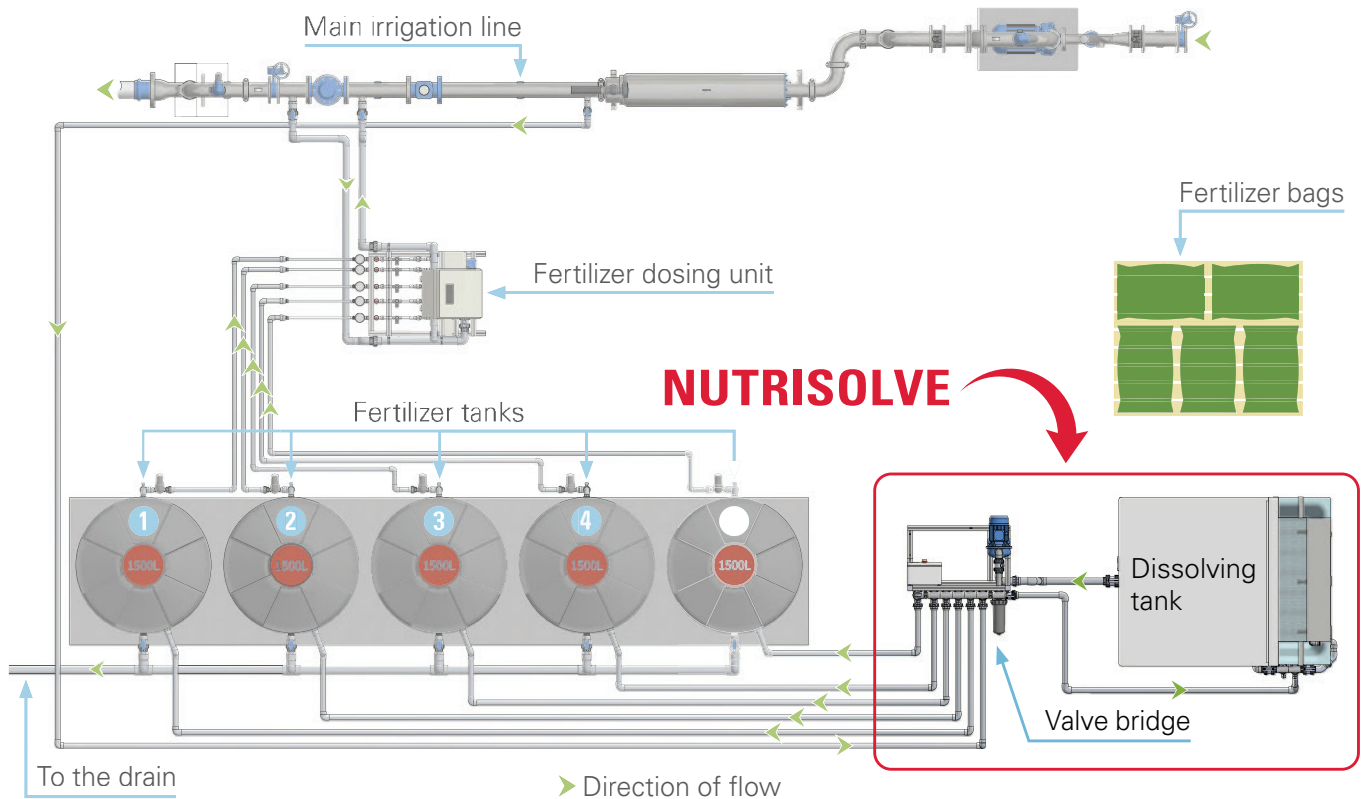 Main irrigation line
Fertilizer bags
Fertilizer dosing unit
NUTRISOLVE
Fertilizer tanks
1
2
3
4
1500L
1500L
1500L
1500L
1500L
Dissolving
tank
Valve bridge
To the drain
Direction of flow